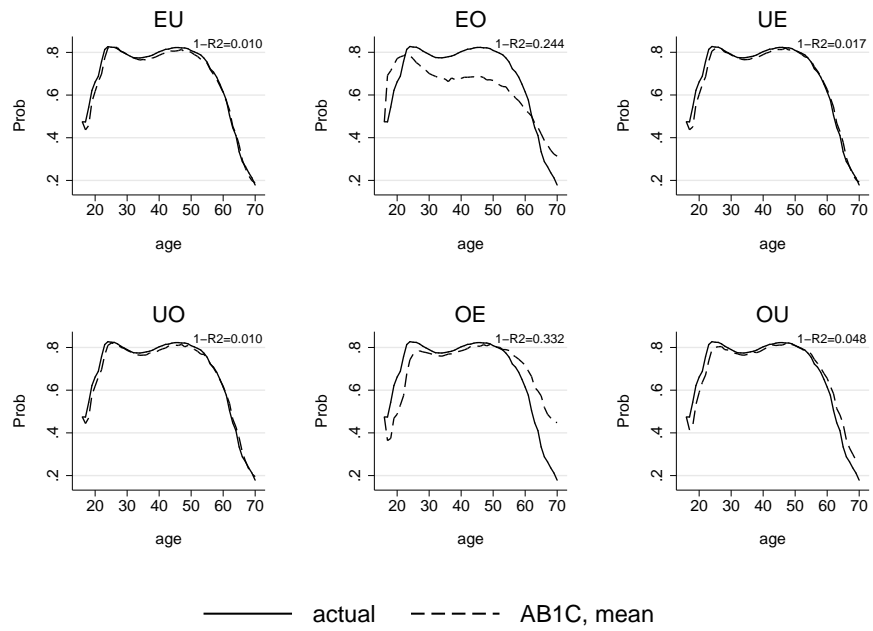 EU
EO
UE
1−R2=0.010
1−R2=0.244
1−R2=0.017
Prob
Prob
Prob
.2 .4 .6 .8
.2 .4 .6 .8
.2 .4 .6 .8
20 30 40 50 60 70
20 30 40 50 60 70
20 30 40 50 60 70
age
age
age
UO
OE
OU
1−R2=0.010
1−R2=0.332
1−R2=0.048
Prob
Prob
Prob
.2 .4 .6 .8
.2 .4 .6 .8
.2 .4 .6 .8
20 30 40 50 60 70
20 30 40 50 60 70
20 30 40 50 60 70
age
age
age
actual
AB1C, mean